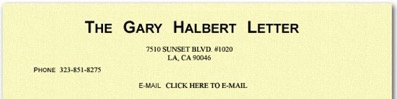 THE GARY HALBERT LETTER
7510 SUNSET BLVD. #1020
LA, CA 90046
PHONE 323-851-8275
E-MAIL CLICK HERE TO E-MAIL